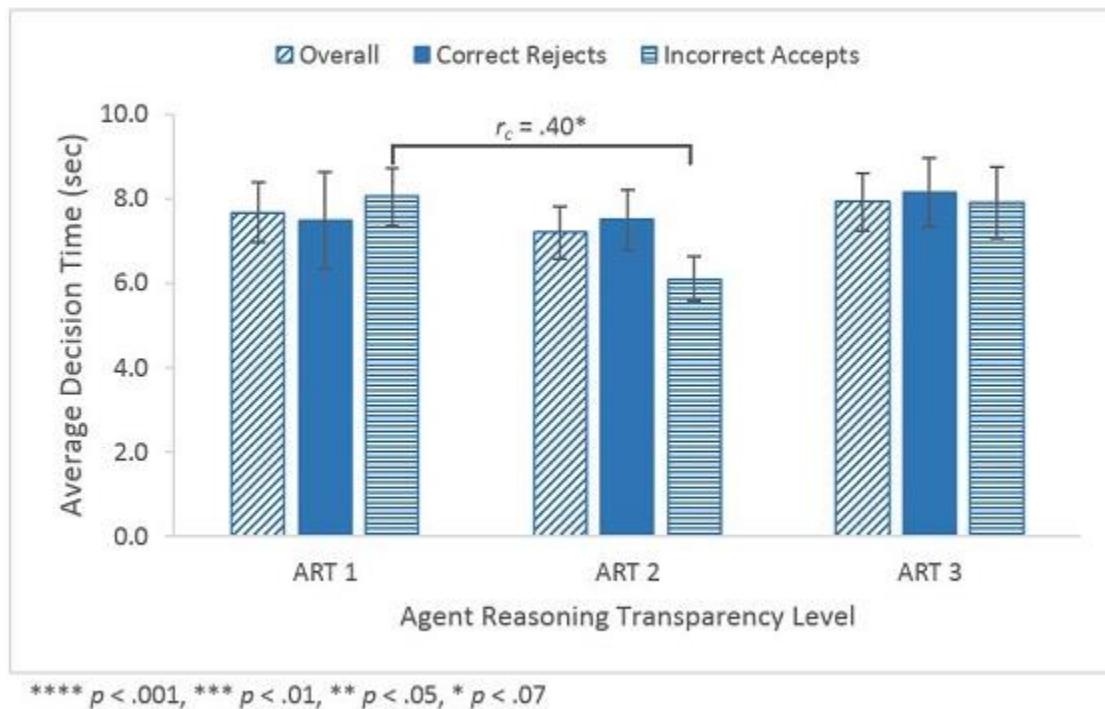 Overall Correct Rejects Incorrect Accepts
10.0
8.0
6.0
4.0
2.0
0.0
Average Decision Time (sec)
rc = .40*
ART 1 ART 2 ART 3
Agent Reasoning Transparency Level
**** p < .001, *** p < .01, ** p < .05, * p < .07